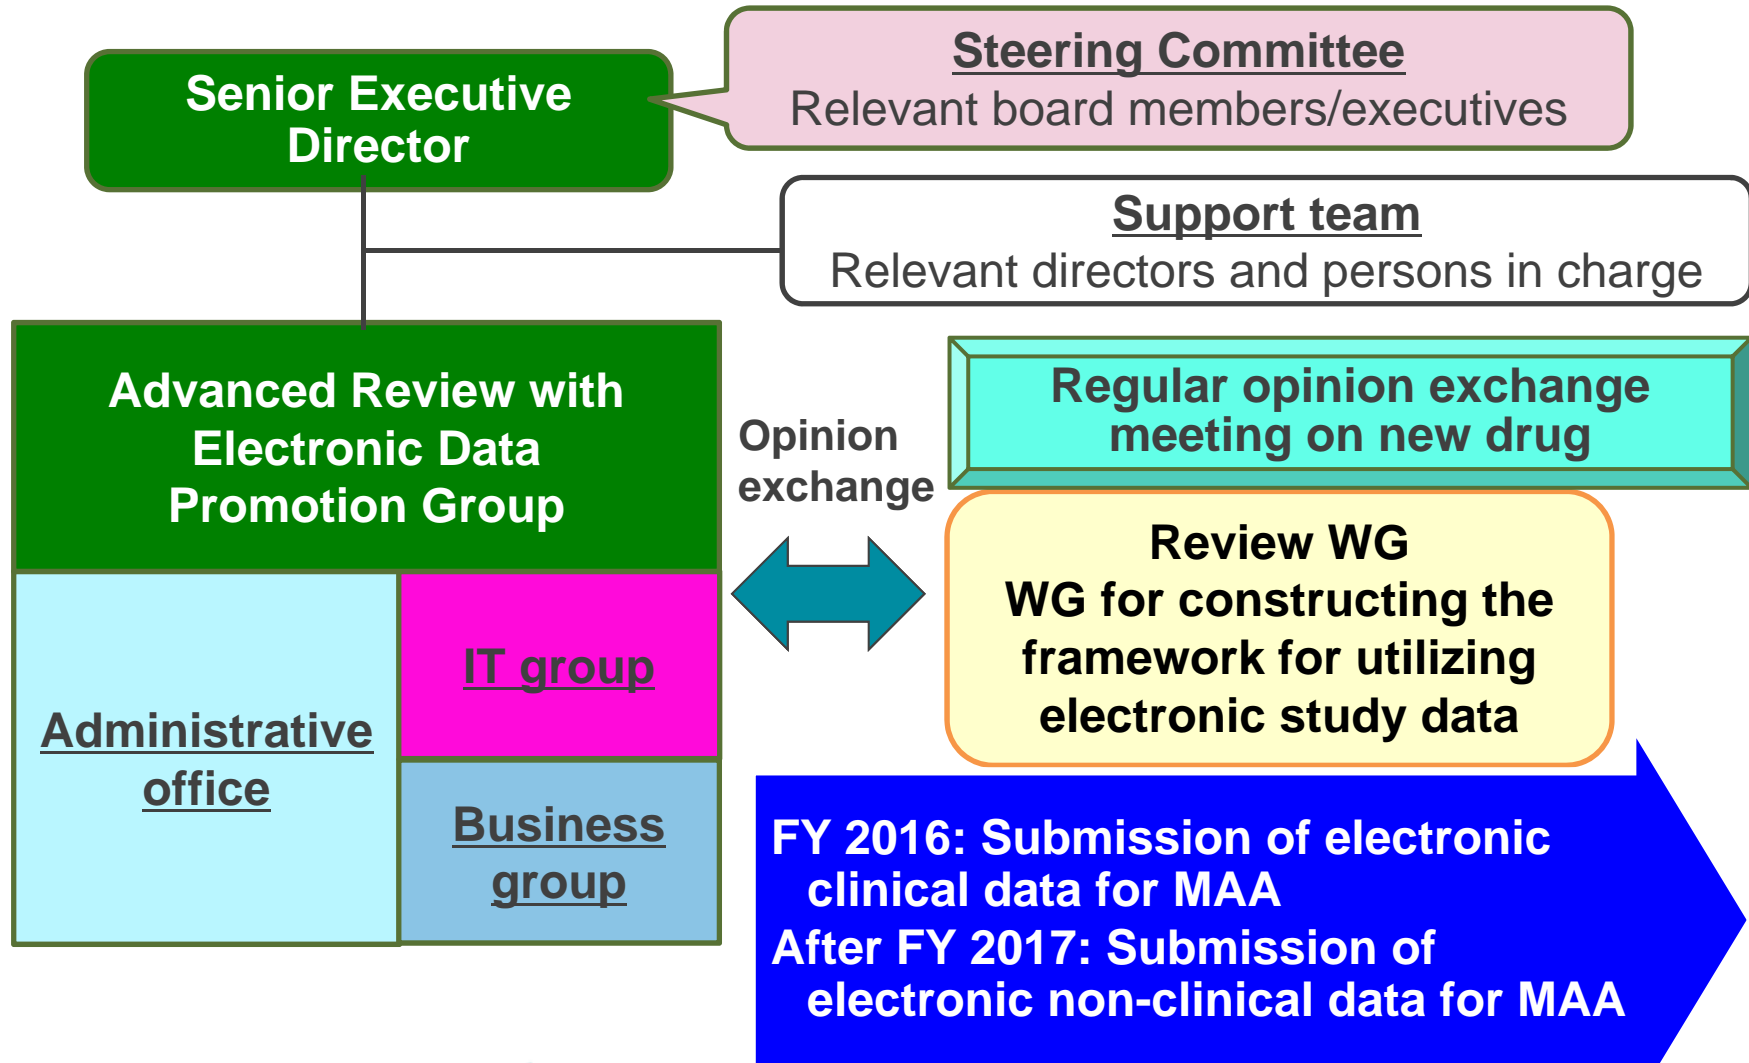 Senior Executive
Director
Steering Committee
Relevant board members/executives
Support team
Relevant directors and persons in charge
Advanced Review with
Electronic Data
Promotion Group
Administrative
office
IT group
Business
group
Opinion
exchange
Regular opinion exchange
meeting on new drug
Review WG
WG for constructing the
framework for utilizing
electronic study data
FY 2016: Submission of electronic
clinical data for MAA
After FY 2017: Submission of
electronic non-clinical data for MAA